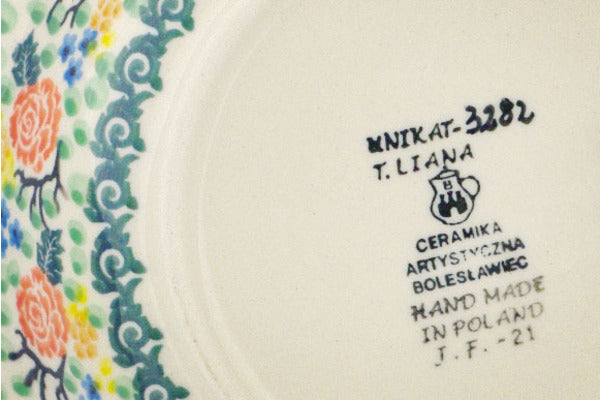 UNIKAT-3282
T. LIANA
B
CERAMIKA
ARTYSTYCZNA
BOLESŁAWIEC
HAND MADE
IN POLAND
J.F.-21